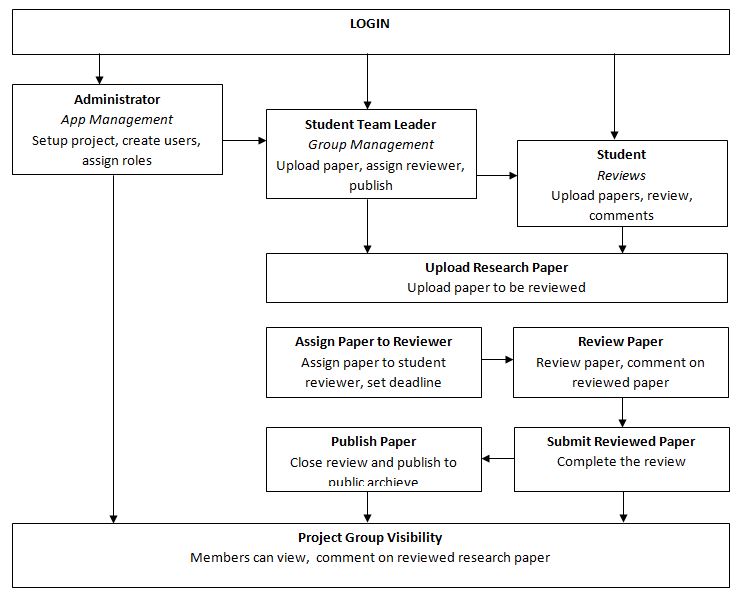 LOGIN
Administrator
App Management
Setup project, create users,
assign roles
Student Team Leader
Group Management
Upload paper, assign reviewer,
publish
Student
Reviews
Upload papers, review,
comments
Upload Research Paper
Upload paper to be reviewed
Assign Paper to Reviewer
Assign paper to student
reviewer, set deadline
Review Paper
Review paper, comment on
reviewed paper
Publish Paper
Close review and publish to
public archieve
Submit Reviewed Paper
Complete the review
Project Group Visibility
Members can view,  comment on reviewed research paper